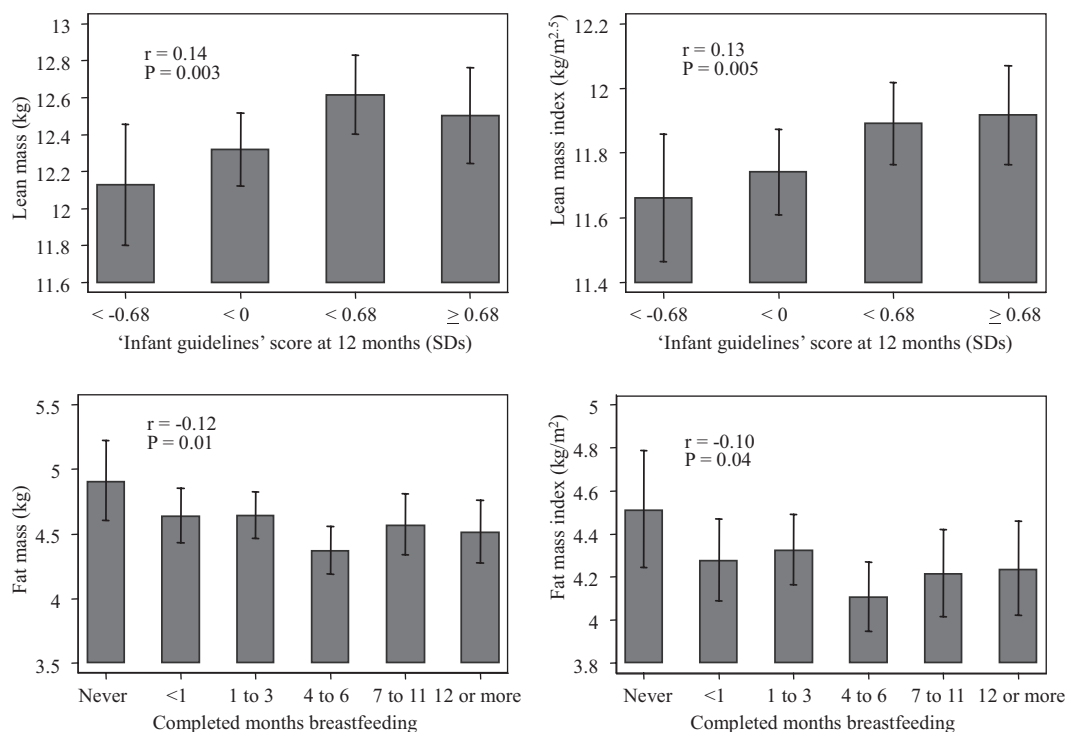 13
12.8
12.6
12.4
12.2
12
11.8
11.6
Lean mass (kg)
r = 0.14
P = 0.003
< -0.68 < 0 < 0.68 ≥ 0.68
‘Infant guidelines’ score at 12 months (SDs)
12.2
12
11.8
11.6
11.4
Lean mass index (kg/m2.5)
r = 0.13
P = 0.005
< -0.68 < 0 < 0.68 ≥ 0.68
‘Infant guidelines’ score at 12 months (SDs)
5.5
5
4.5
4
3.5
Fat mass (kg)
r = -0.12
P = 0.01
Never <1 1 to 3 4 to 6 7 to 11 12 or more
Completed months breastfeeding
5
4.8
4.6
4.4
4.2
4
3.8
Fat mass index (kg/m2)
r = -0.10
P = 0.04
Never <1 1 to 3 4 to 6 7 to 11 12 or more
Completed months breastfeeding